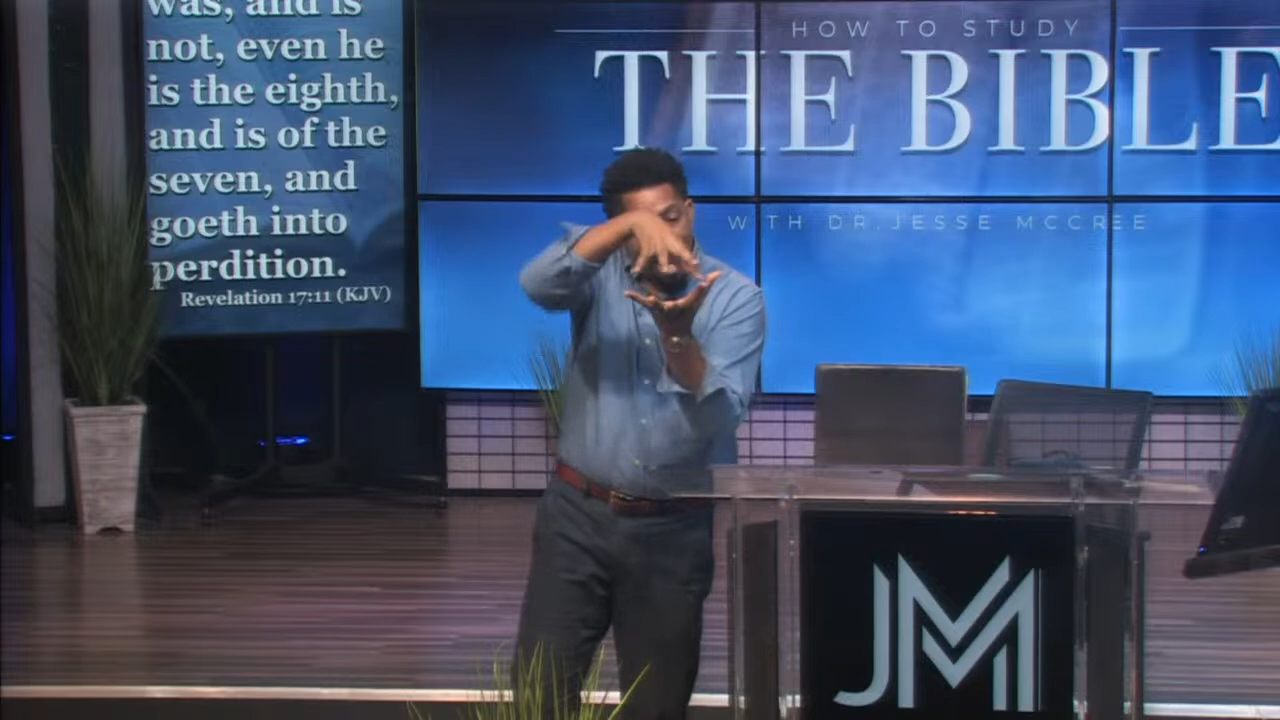 was, and is
not, even he
is the eighth,
and is of the
seven, and
goeth into
perdition.
Revelation 17:11 (KJV)
HOW TO STUDY
THE BIBLE
WITH DR. JESSE MCCREE
JM